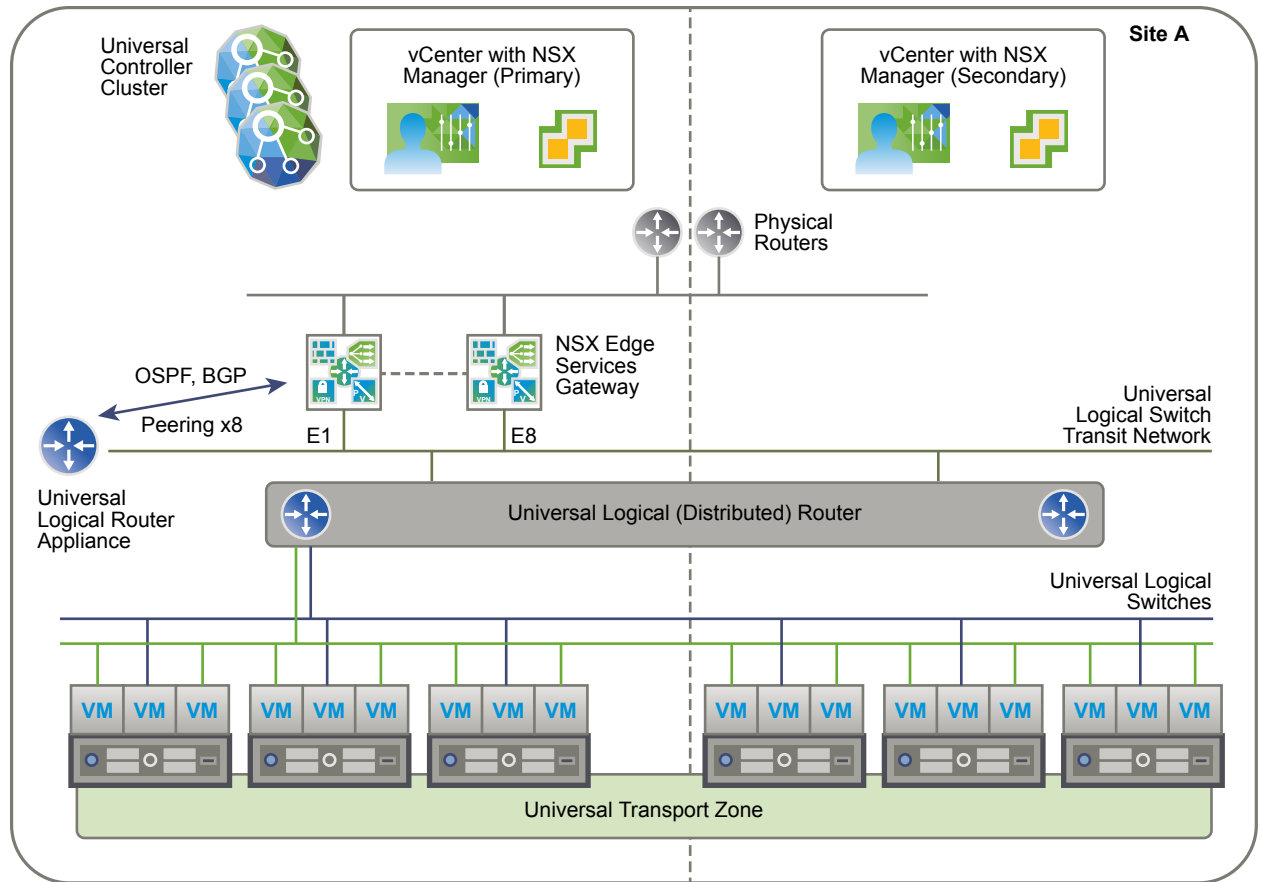 Site A
Universal
Controller
Cluster
vCenter with NSX
Manager (Primary)
vCenter with NSX
Manager (Secondary)
Physical
Routers
NSX Edge
Services
Gateway
VPN
P
V
VPN
P
V
OSPF, BGP
Peering x8
E1
E8
Universal
Logical Switch
Transit Network
Universal
Logical Router
Appliance
Universal Logical (Distributed) Router
Universal Logical
Switches
VM VM VM
VM VM VM
VM VM VM
VM VM VM
VM VM VM
VM VM VM
Universal Transport Zone